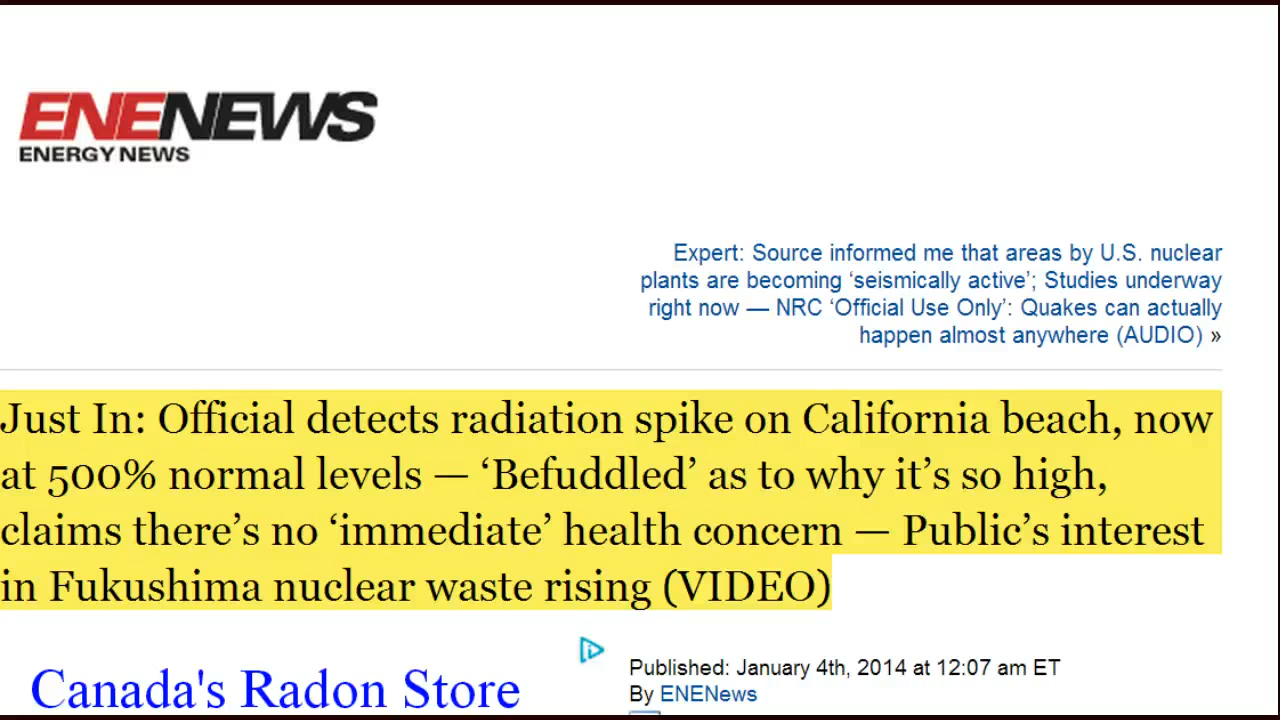 ENENEWS
ENERGY NEWS
Expert: Source informed me that areas by U.S. nuclear
plants are becoming ‘seismically active’; Studies underway
right now — NRC ‘Official Use Only’: Quakes can actually
happen almost anywhere (AUDIO) »
Just In: Official detects radiation spike on California beach, now
at 500% normal levels — ‘Befuddled’ as to why it’s so high,
claims there’s no ‘immediate’ health concern — Public’s interest
in Fukushima nuclear waste rising (VIDEO)
Canada's Radon Store
Published: January 4th, 2014 at 12:07 am ET
By ENENews